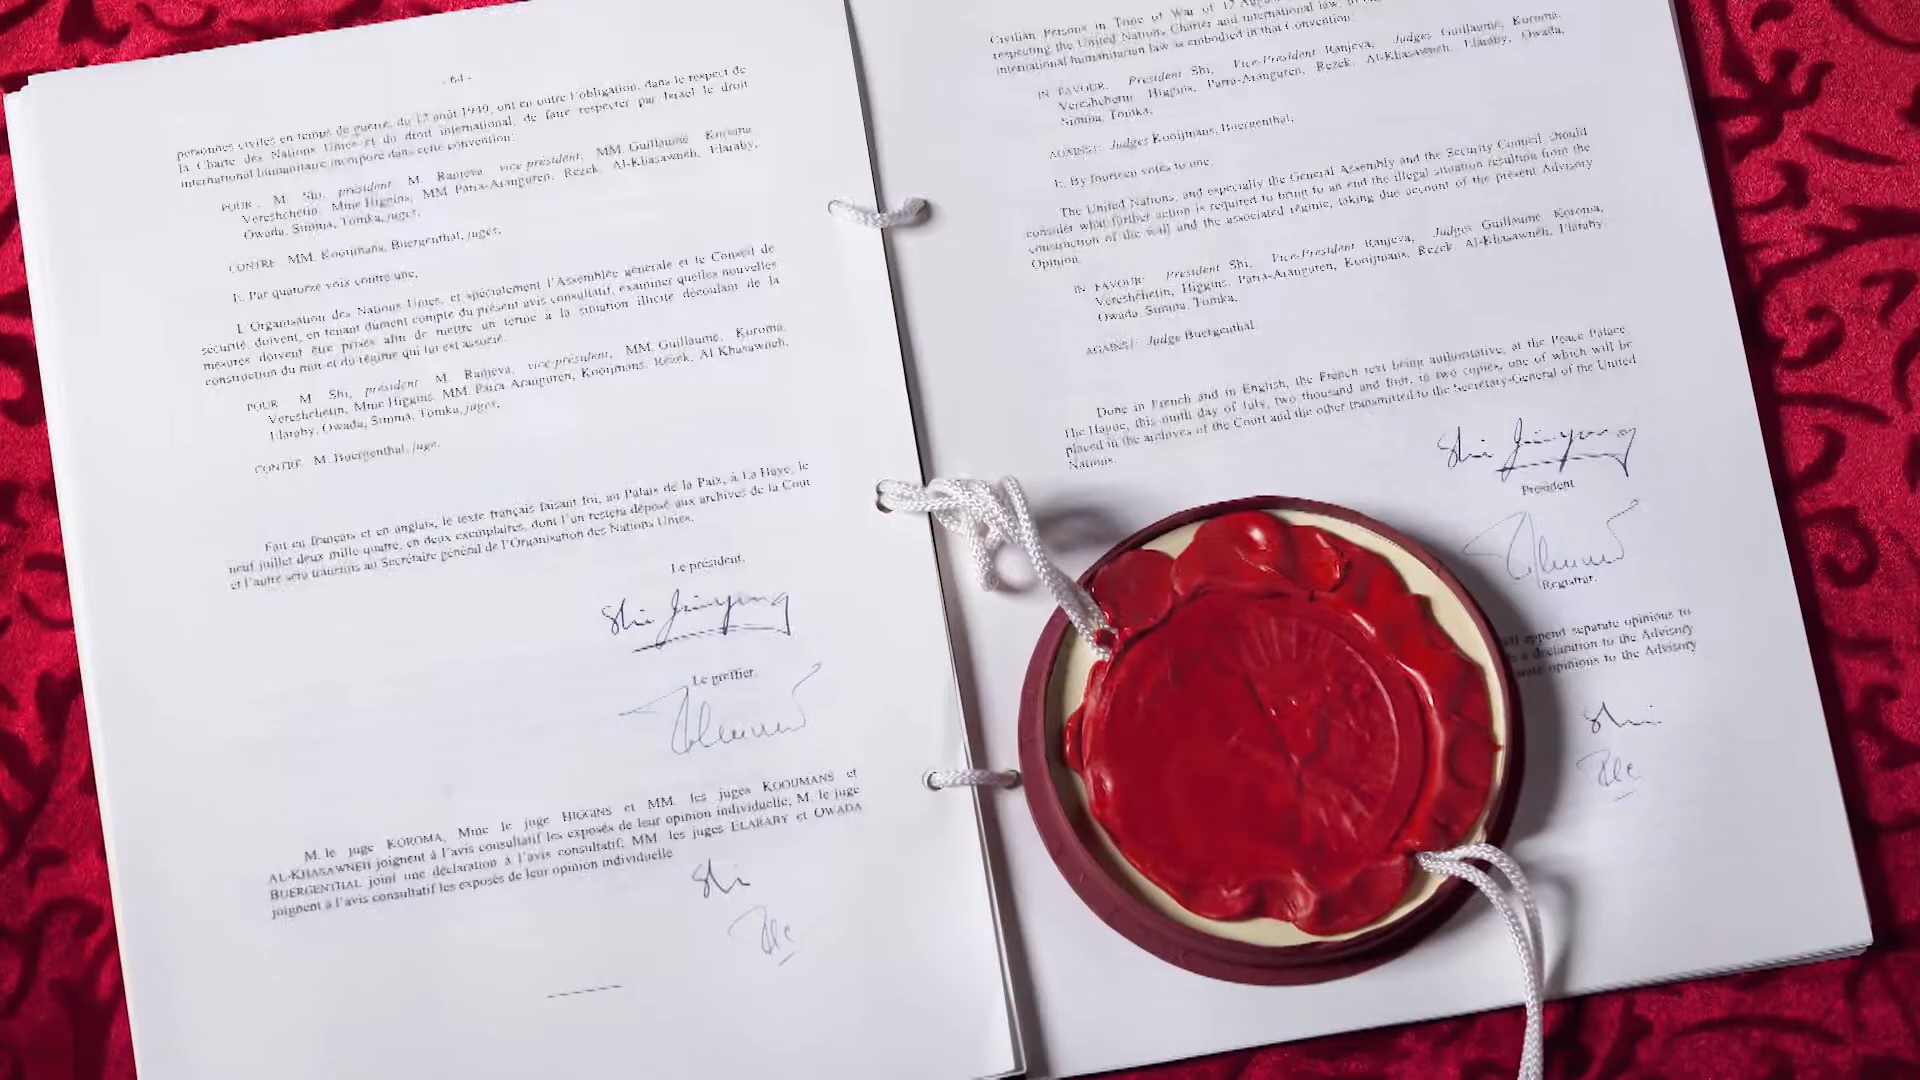 - 64 -
personnes civiles en temps de guerre, du 12 août 1949, ont en outre l'obligation, dans le respect de
la Charte des Nations Unies et du droit international, de faire respecter par Israël le droit
international humanitaire incorporé dans cette convention.
POUR : M. Shi, président M. Ranjeva vice-président, MM. Guillaume Koroma
Vereshchetin, Mme Higgins, MM Parra-Aranguren, Rezek, Al-Khasawneh, Elaraby,
Owada, Simma, Tomka, juges,
CONTRE MM. Kooijmans, Buergenthal, juges,
E. Par quatorze voix contre une,
L'Organisation des Nations Unies, et spécialement l'Assemblée générale et le Conseil de
sécurité, doivent, en tenant dûment compte du présent avis consultatif, examiner quelles nouvelles
mesures doivent être prises afin de mettre un terme à la situation illicite découlant de la
construction du mur et du régime qui lui est associé.
POUR M Shi, président M. Ranjeva, vice-président, MM. Guillaume, Koroma,
Vereshchetin, Mme Higgins, MM. Parra Aranguren, Kooijmans, Rezek, Al Khasawneh,
Elaraby, Owada, Simma, Tomka, juges,
CONTRE M. Buergenthal, juge.
Fait en français et en anglais, le texte français faisant foi, au Palais de la Paix, à La Haye, le
neuf juillet deux mille quatre, en deux exemplaires, dont l'un restera déposé aux archives de la Cour
et l'autre sera transmis au Secrétaire général de l'Organisation des Nations Unies.
Le président,
Shi Jiuyong
Le greffier,
M. le juge KOROMA, Mme le juge HIGGINS et MM. les juges KOOIJMANS et
AL-KHASAWNEH joignent à l'avis consultatif les exposés de leur opinion individuelle, M. le juge
BUERGENTHAL joint une déclaration à l'avis consultatif, MM. les juges ELARABY et OWADA
joignent à l'avis consultatif les exposés de leur opinion individuelle
Shi
Civilian Persons in Time of War of 12 August
respecting the United Nations Charter and international law, to
international humanitarian law as embodied in that Convention.
IN FAVOUR. President Shi, Vice-President Ranjeva, Judges Guillaume, Koroma,
Vereshchetin Higgins, Parra-Aranguren, Rezek, Al-Khasawneh, Elaraby, Owada,
Simma, Tomka,
AGAINST: Judges Kooijmans, Buergenthal,
E. By fourteen votes to one,
The United Nations, and especially the General Assembly and the Security Council should
consider what further action is required to bring to an end the illegal situation resulting from the
construction of the wall and the associated régime, taking due account of the present Advisory
Opinion.
IN FAVOUR: President Shi, Vice-President Ranjeva, Judges Guillaume Koroma,
Vereshchetin, Higgins, Parra-Aranguren, Kooijmans, Rezek Al-Khasawneh, Elaraby,
Owada, Simma, Tomka,
AGAINST: Judge Buergenthal.
Done in French and in English, the French text being authoritative, at the Peace Palace,
The Hague, this ninth day of July, two thousand and four, in two copies, one of which will be
placed in the archives of the Court and the other transmitted to the Secretary-General of the United
Nations.
Shi Jiuyong
President
Registrar.
append separate opinions to
a declaration to the Advisory
opinions to the Advisory
Shi